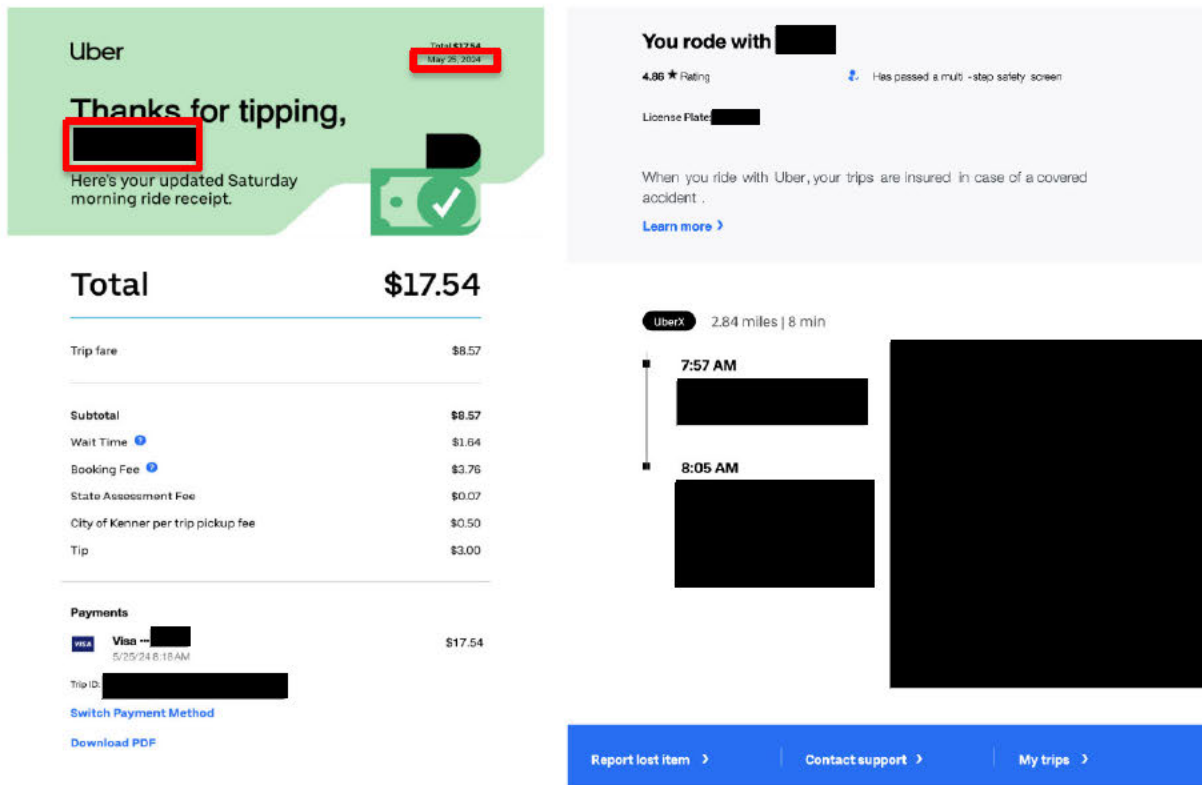 Uber
Total $17.54
May 25, 2024
Thanks for tipping,
Here's your updated Saturday
morning ride receipt.
Total $17.54
Trip fare $8.57
Subtotal $8.57
Wait Time ? $1.64
Booking Fee ? $3.76
State Assessment Fee $0.07
City of Kenner per trip pickup fee $0.50
Tip $3.00
Payments
VISA Visa ••• $17.54
5/25/24 8:18 AM
Trip ID:
Switch Payment Method
Download PDF
You rode with
4.86 ★ Rating Has passed a multi -step safety screen
License Plate:
When you ride with Uber, your trips are insured in case of a covered
accident .
Learn more >
UberX 2.84 miles | 8 min
7:57 AM
8:05 AM
Report lost item > Contact support > My trips >